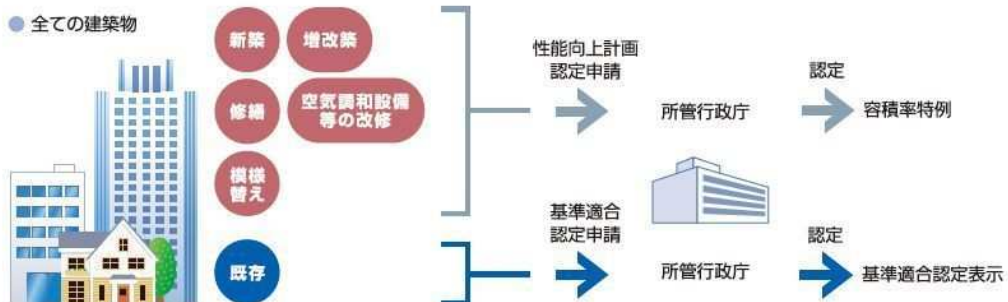 全ての建築物
新築
増改築
修繕
空気調和設備
等の改修
模様
替え
既存
性能向上計画
認定申請
所管行政庁
認定
容積率特例
基準適合
認定申請
所管行政庁
認定
基準適合認定表示